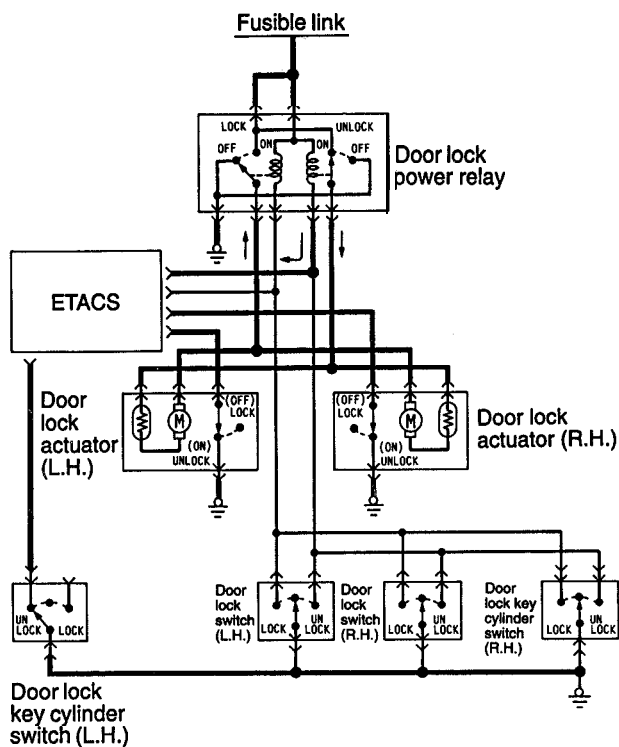 Fusible link
LOCK
UNLOCK
OFF
ON
ON
OFF
Door lock
power relay
ETACS
Door
lock
actuator
(L.H.)
(OFF)
LOCK
(ON)
UNLOCK
M
(OFF)
LOCK
(ON)
UNLOCK
M
Door lock
actuator (R.H.)
UN
LOCK
LOCK
Door
lock
switch
(L.H.)
LOCK
UN
LOCK
Door
lock
switch
(R.H.)
LOCK
UN
LOCK
Door
lock key
cylinder
switch
(R.H.)
LOCK
UN
LOCK
Door lock
key cylinder
switch (L.H.)